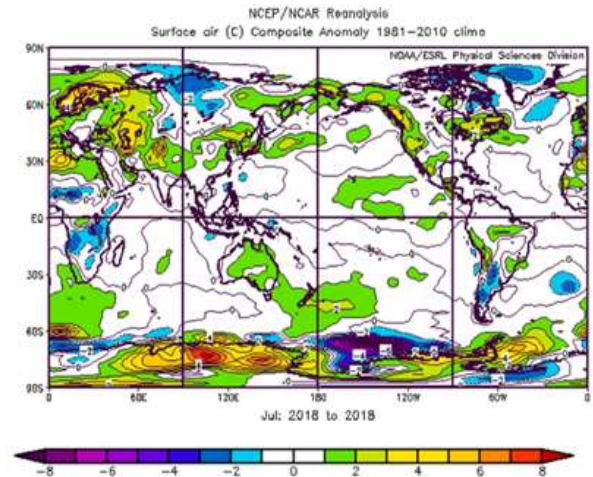 NCEP/NCAR Reanalysis
Surface air (C) Composite Anomaly 1981-2010 climo
NOAA/ESRL Physical Sciences Division
90N
60N
30N
EQ
30S
60S
90S
0 60E 120E 180 120W 60W 0
Jul: 2018 to 2018
-8 -6 -4 -2 0 2 4 6 8